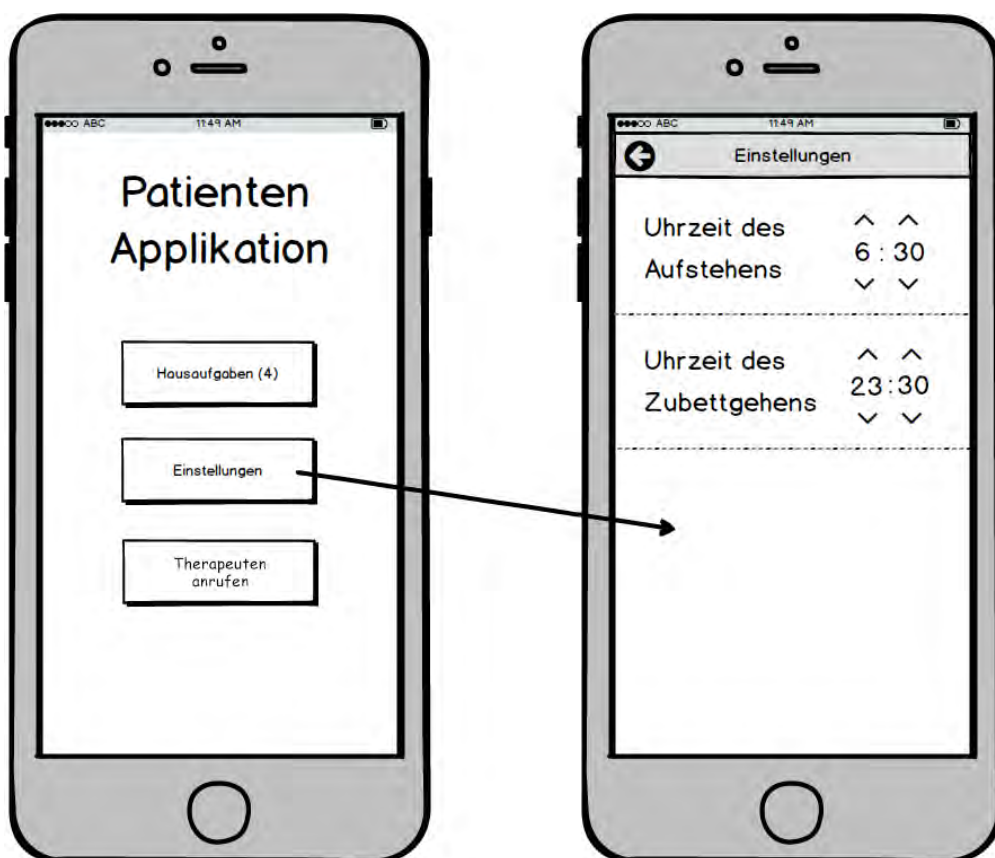 ABC 11:49 AM
Patienten
Applikation
Hausaufgaben (4)
Einstellungen
Therapeuten
anrufen
ABC 11:49 AM
Einstellungen
Uhrzeit des
Aufstehens
6 : 30
Uhrzeit des
Zubettgehens
23:30